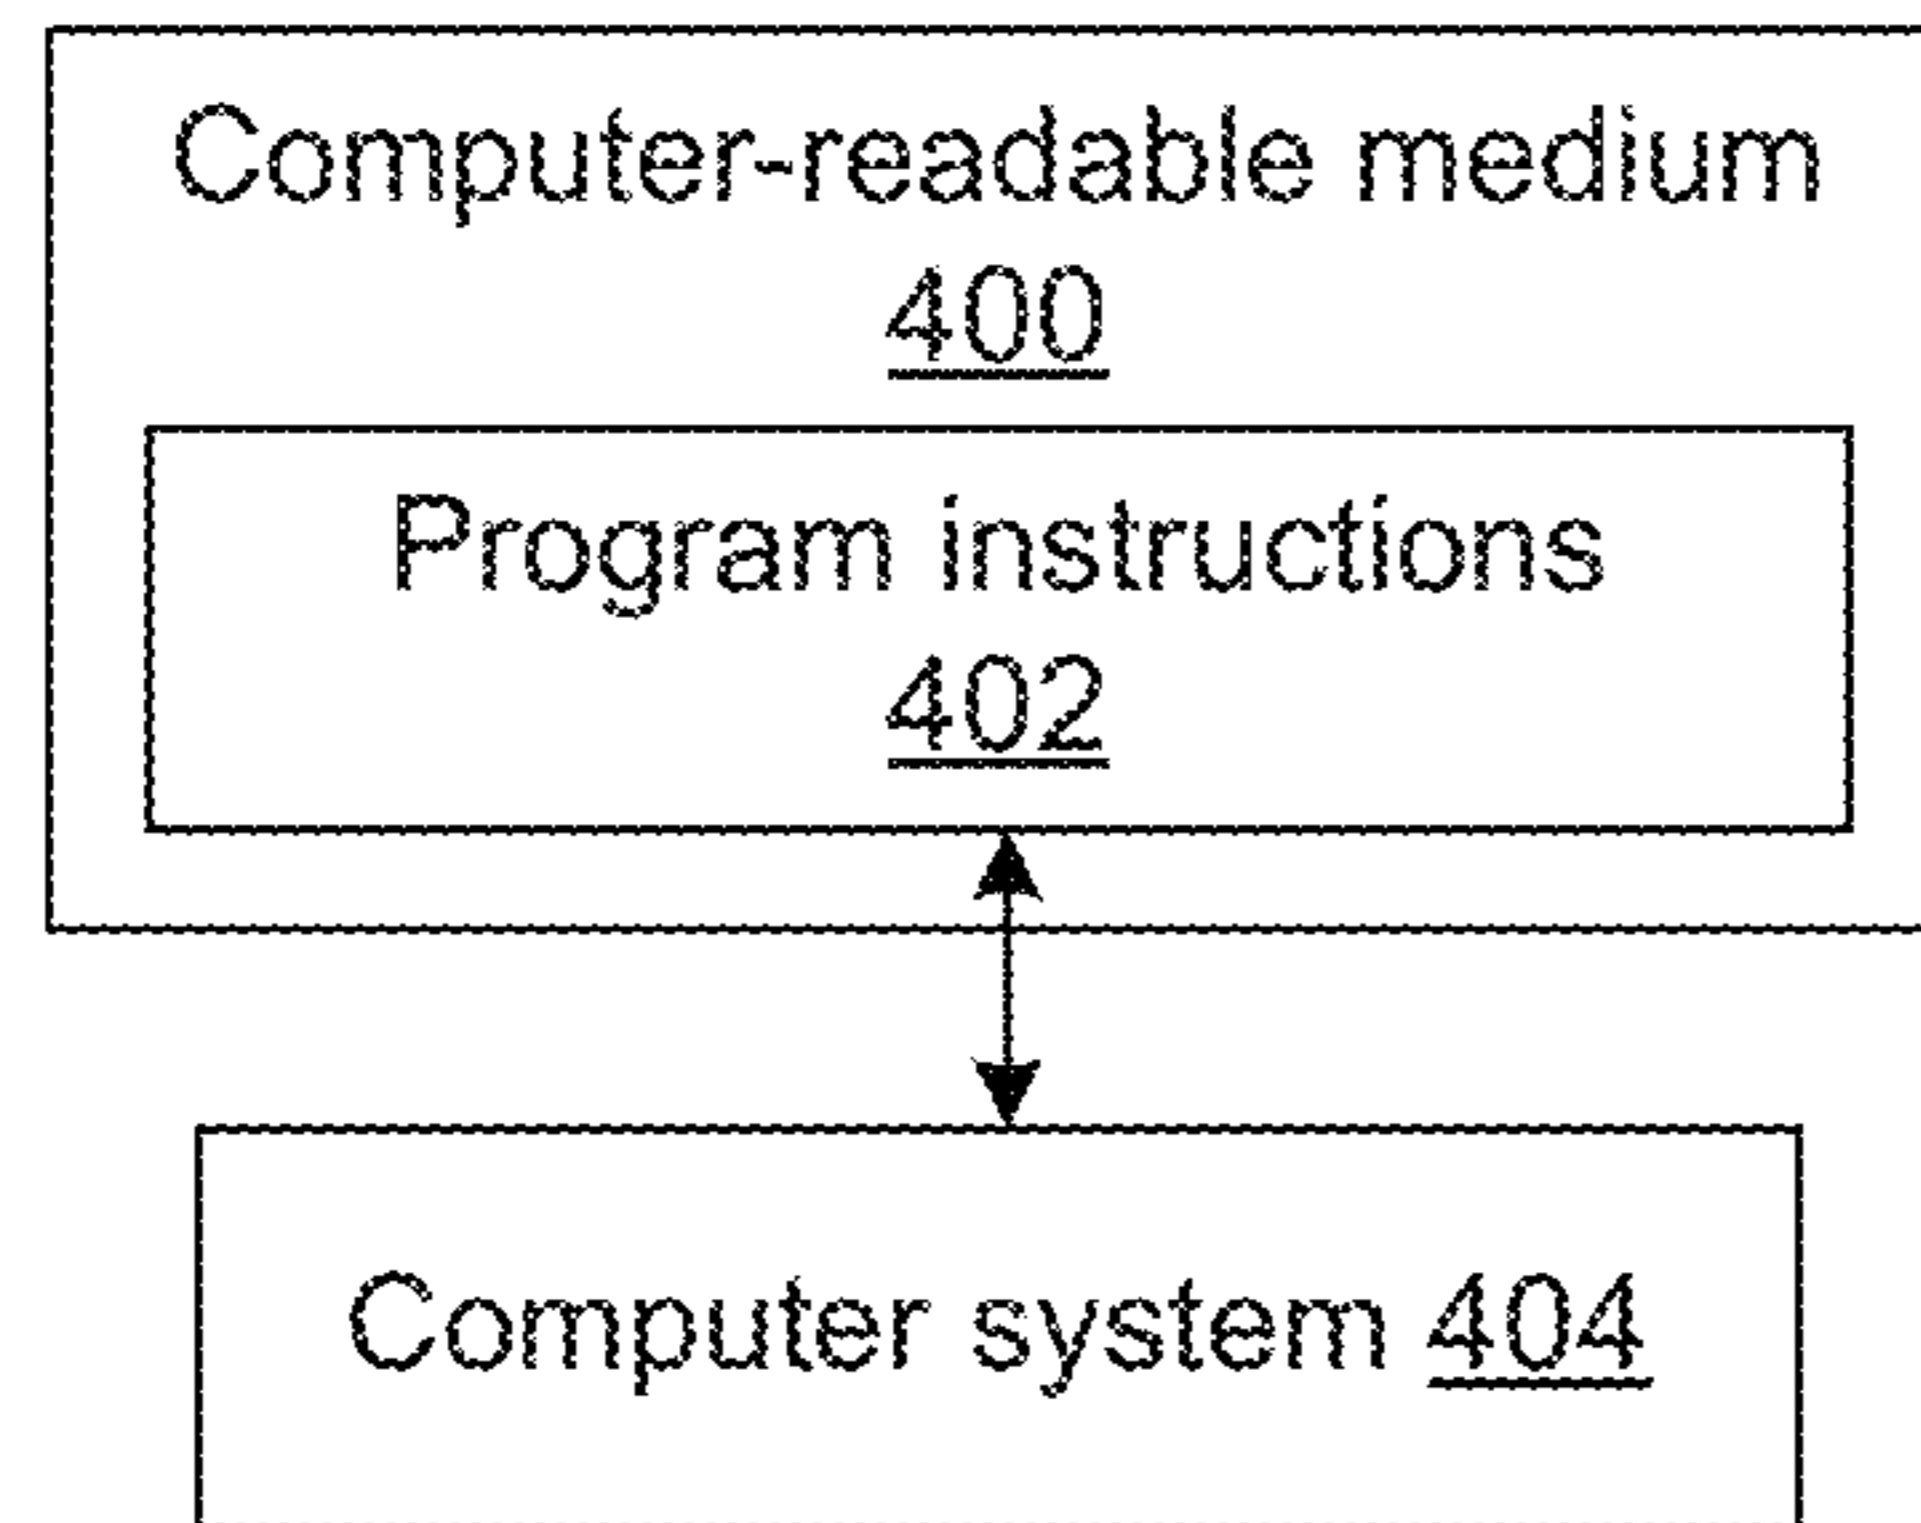 Computer-readable medium
400
Program instructions
402
Computer system 404